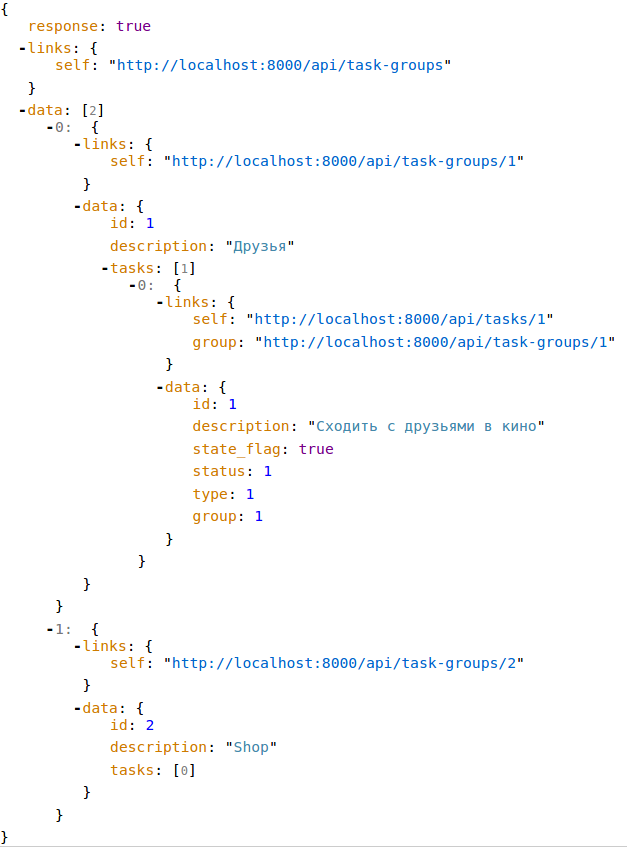 {
response: true
-links: {
self: "http://localhost:8000/api/task-groups"
}
-data: [2]
-0: {
-links: {
self: "http://localhost:8000/api/task-groups/1"
}
-data: {
id: 1
description: "Друзья"
-tasks: [1]
-0: {
-links: {
self: "http://localhost:8000/api/tasks/1"
group: "http://localhost:8000/api/task-groups/1"
}
-data: {
id: 1
description: "Сходить с друзьями в кино"
state_flag: true
status: 1
type: 1
group: 1
}
}
}
}
-1: {
-links: {
self: "http://localhost:8000/api/task-groups/2"
}
-data: {
id: 2
description: "Shop"
tasks: [0]
}
}
}